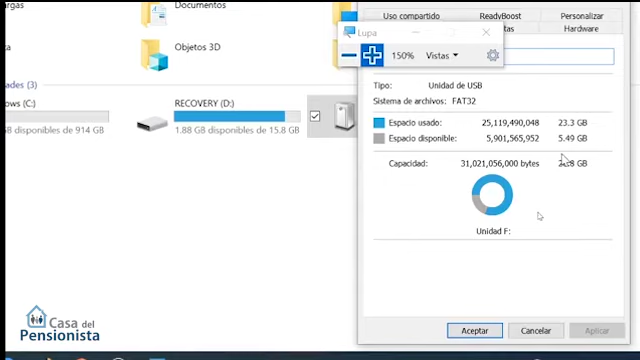 argas
Documentos
Objetos 3D
ades (3)
ows (C:)
disponibles de 914 GB
RECOVERY (D:)
1.88 GB disponibles de 15.8 GB
Uso compartido
ReadyBoost
Personalizar
tas
Hardware
Lupa
150%
Vistas
Tipo: Unidad de USB
Sistema de archivos: FAT32
Espacio usado: 25,119,490,048 23.3 GB
Espacio disponible: 5,901,565,952 5.49 GB
Capacidad: 31,021,056,000 bytes GB
Unidad F:
Aceptar
Cancelar
Aplicar
Casa del
Pensionista